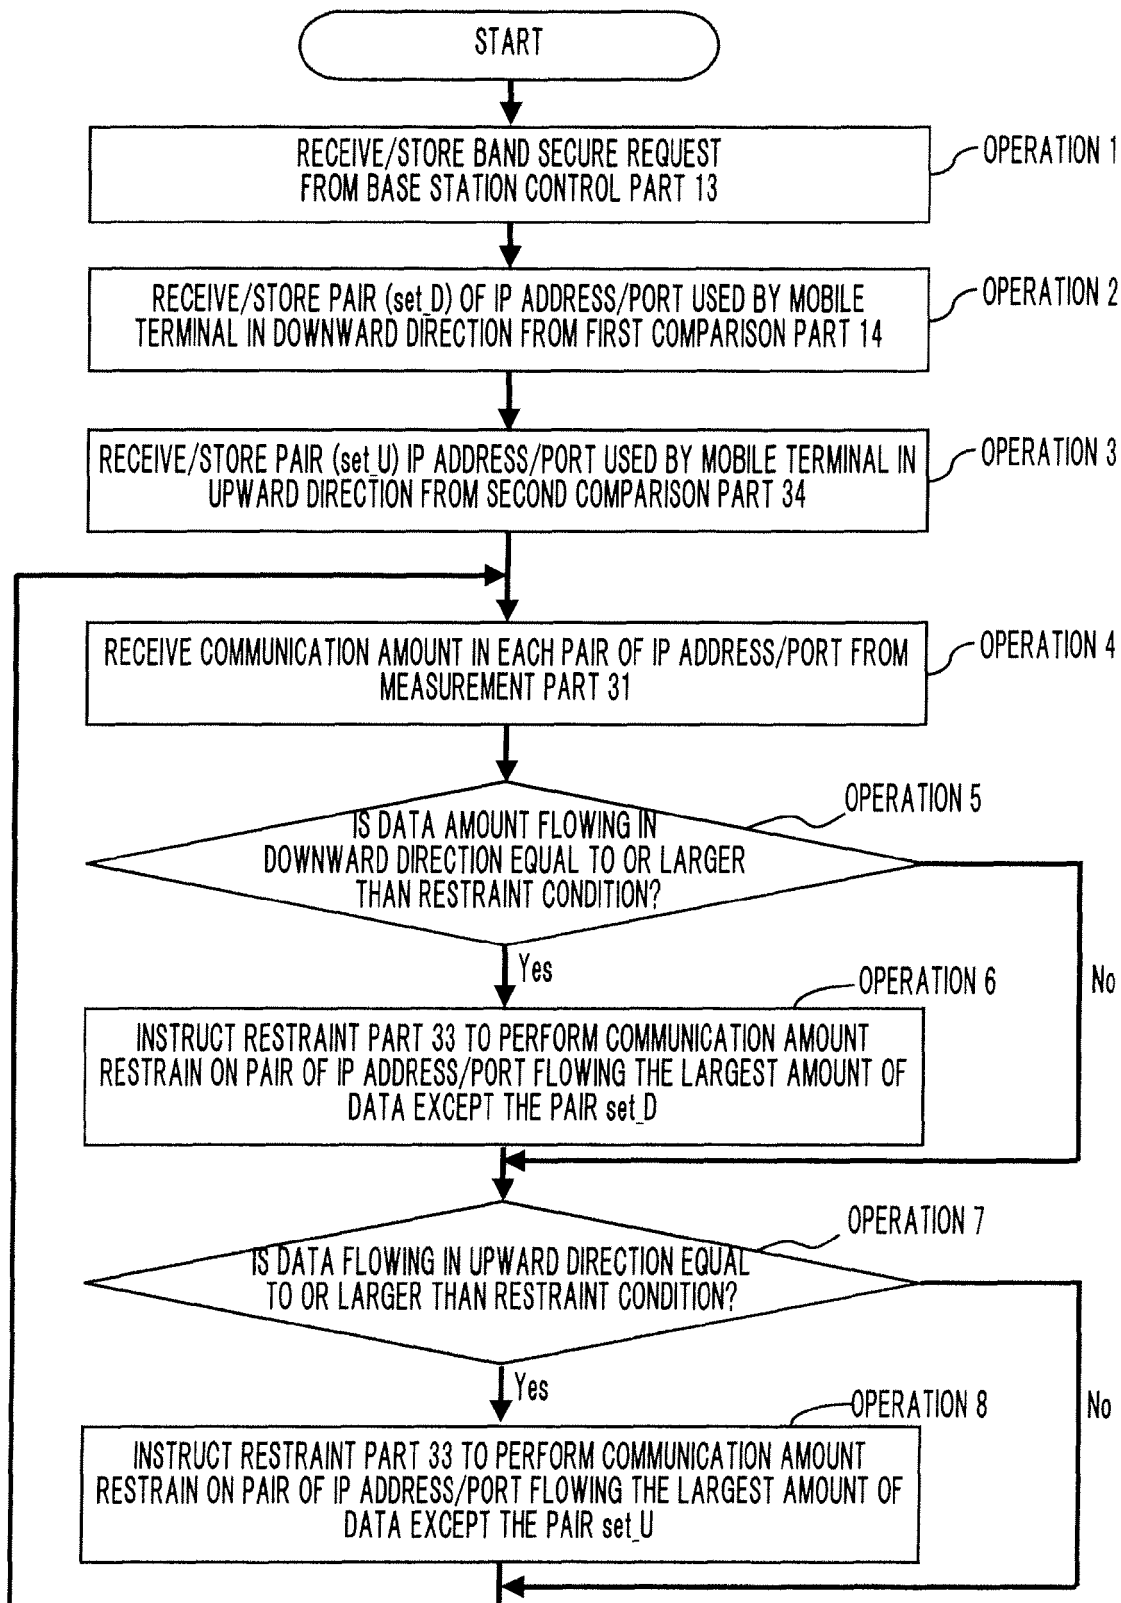 START
RECEIVE/STORE BAND SECURE REQUEST
FROM BASE STATION CONTROL PART 13
OPERATION 1
RECEIVE/STORE PAIR (set_D) OF IP ADDRESS/PORT USED BY MOBILE
TERMINAL IN DOWNWARD DIRECTION FROM FIRST COMPARISON PART 14
OPERATION 2
RECEIVE/STORE PAIR (set_U) IP ADDRESS/PORT USED BY MOBILE TERMINAL IN
UPWARD DIRECTION FROM SECOND COMPARISON PART 34
OPERATION 3
RECEIVE COMMUNICATION AMOUNT IN EACH PAIR OF IP ADDRESS/PORT FROM
MEASUREMENT PART 31
OPERATION 4
OPERATION 5
IS DATA AMOUNT FLOWING IN
DOWNWARD DIRECTION EQUAL TO OR LARGER
THAN RESTRAINT CONDITION?
Yes
No
OPERATION 6
INSTRUCT RESTRAINT PART 33 TO PERFORM COMMUNICATION AMOUNT
RESTRAIN ON PAIR OF IP ADDRESS/PORT FLOWING THE LARGEST AMOUNT OF
DATA EXCEPT THE PAIR set_D
OPERATION 7
IS DATA FLOWING IN UPWARD DIRECTION EQUAL
TO OR LARGER THAN RESTRAINT CONDITION?
Yes
No
OPERATION 8
INSTRUCT RESTRAINT PART 33 TO PERFORM COMMUNICATION AMOUNT
RESTRAIN ON PAIR OF IP ADDRESS/PORT FLOWING THE LARGEST AMOUNT OF
DATA EXCEPT THE PAIR set_U